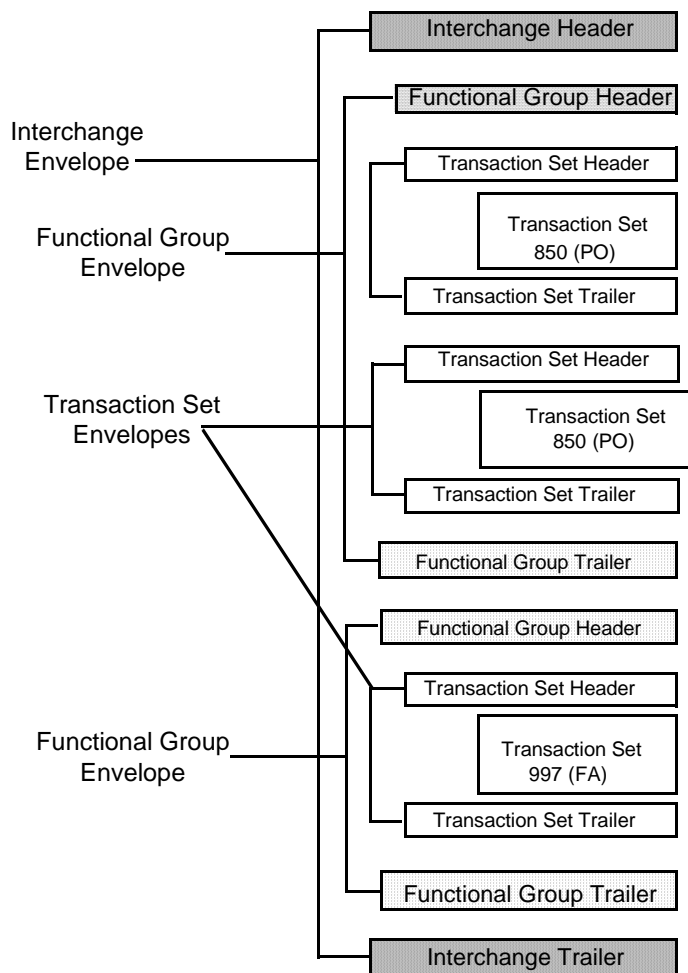 Interchange Header
Functional Group Header
Interchange
Envelope
Transaction Set Header
Transaction Set
850 (PO)
Functional Group
Envelope
Transaction Set Trailer
Transaction Set Header
Transaction Set
Envelopes
Transaction Set
850 (PO)
Transaction Set Trailer
Functional Group Trailer
Functional Group Header
Transaction Set Header
Functional Group
Envelope
Transaction Set
997 (FA)
Transaction Set Trailer
Functional Group Trailer
Interchange Trailer